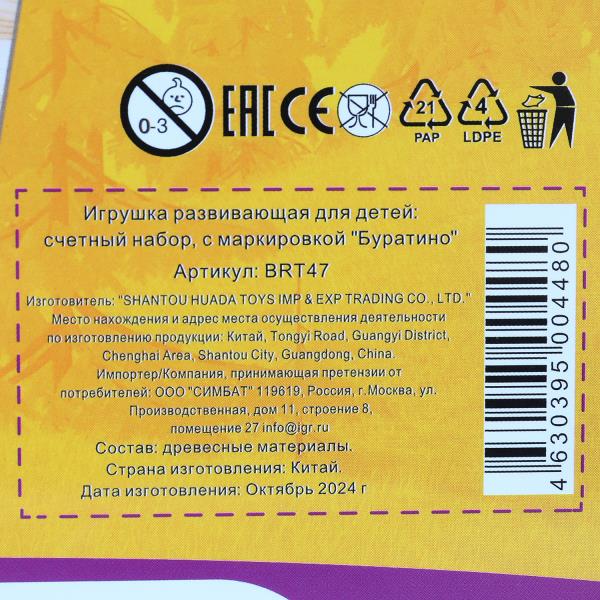 0-3
EAC CE
21
PAP
4
LDPE
Игрушка развивающая для детей:
счетный набор, с маркировкой "Буратино"
Артикул: BRT47
Изготовитель: "SHANTOU HUADA TOYS IMP & EXP TRADING CO., LTD."
Место нахождения и адрес места осуществления деятельности
по изготовлению продукции: Китай, Tongyi Road, Guangyi District,
Chenghai Area, Shantou City, Guangdong, China.
Импортер/Компания, принимающая претензии от
потребителей: ООО "СИМБАТ" 119619, Россия, г.Москва, ул.
Производственная, дом 11, строение 8,
помещение 27 info@igr.ru
Состав: древесные материалы.
Страна изготовления: Китай.
Дата изготовления: Октябрь 2024 г
4 630395 004480